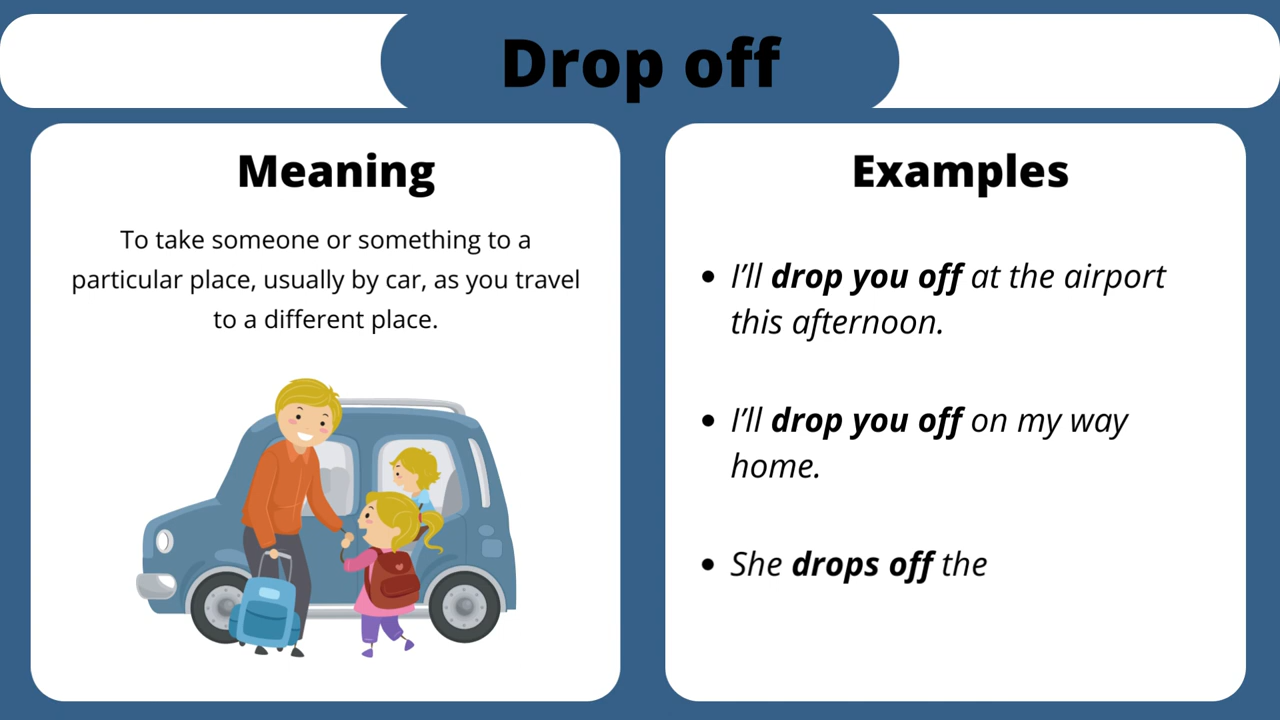 Drop off
Meaning
To take someone or something to a
particular place, usually by car, as you travel
to a different place.
Examples
• I’ll drop you off at the airport
this afternoon.
• I’ll drop you off on my way
home.
• She drops off the